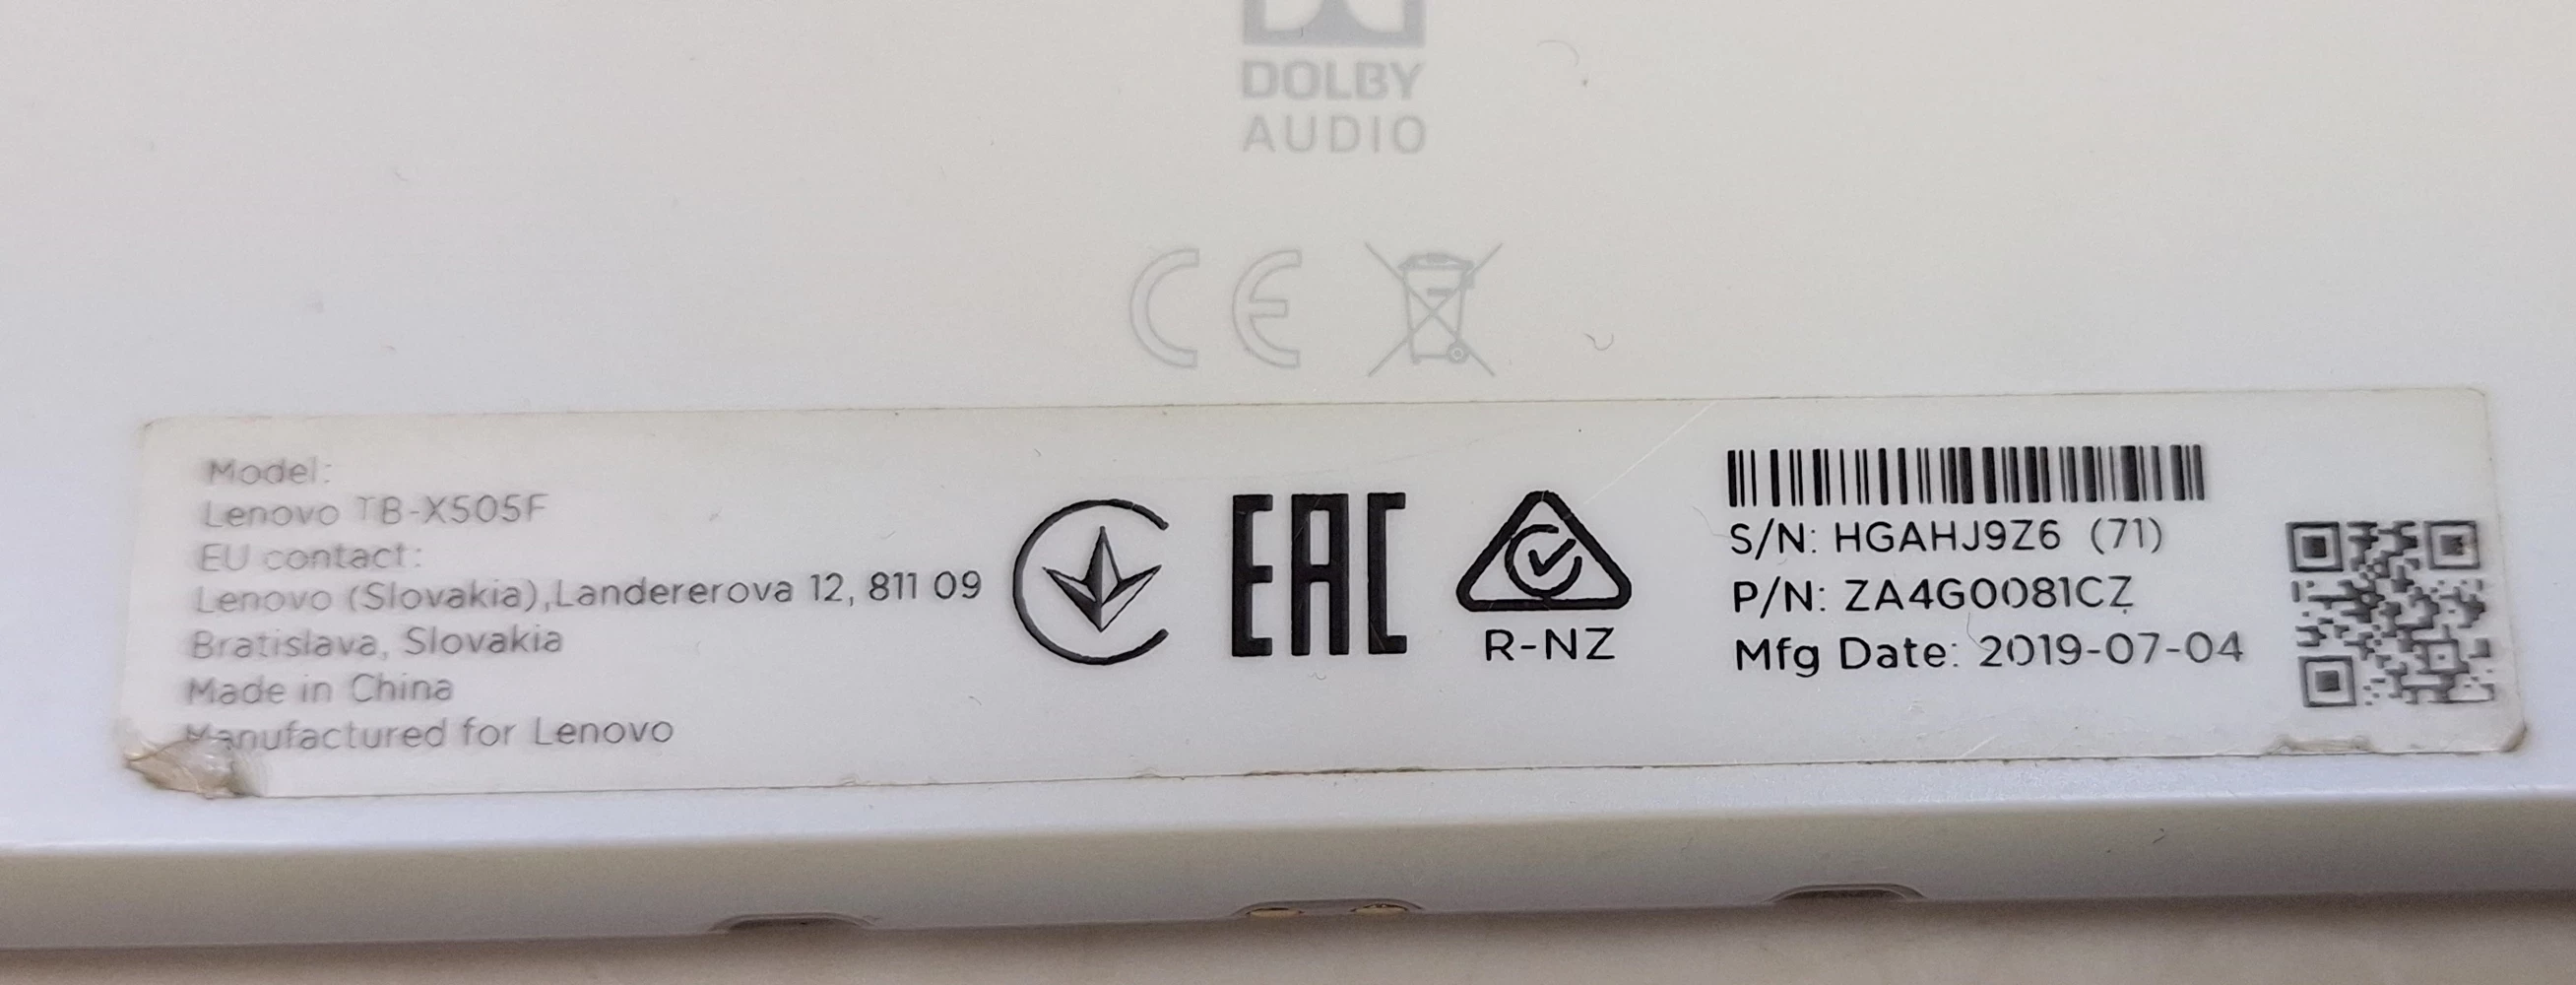 DOLBY
AUDIO
CE
Model:
Lenovo TB-X505F
EU contact:
Lenovo (Slovakia),Landererova 12, 811 09
Bratislava, Slovakia
Made in China
Manufactured for Lenovo
EAC
R-NZ
S/N: HGAHJ9Z6 (71)
P/N: ZA4G0081CZ
Mfg Date: 2019-07-04